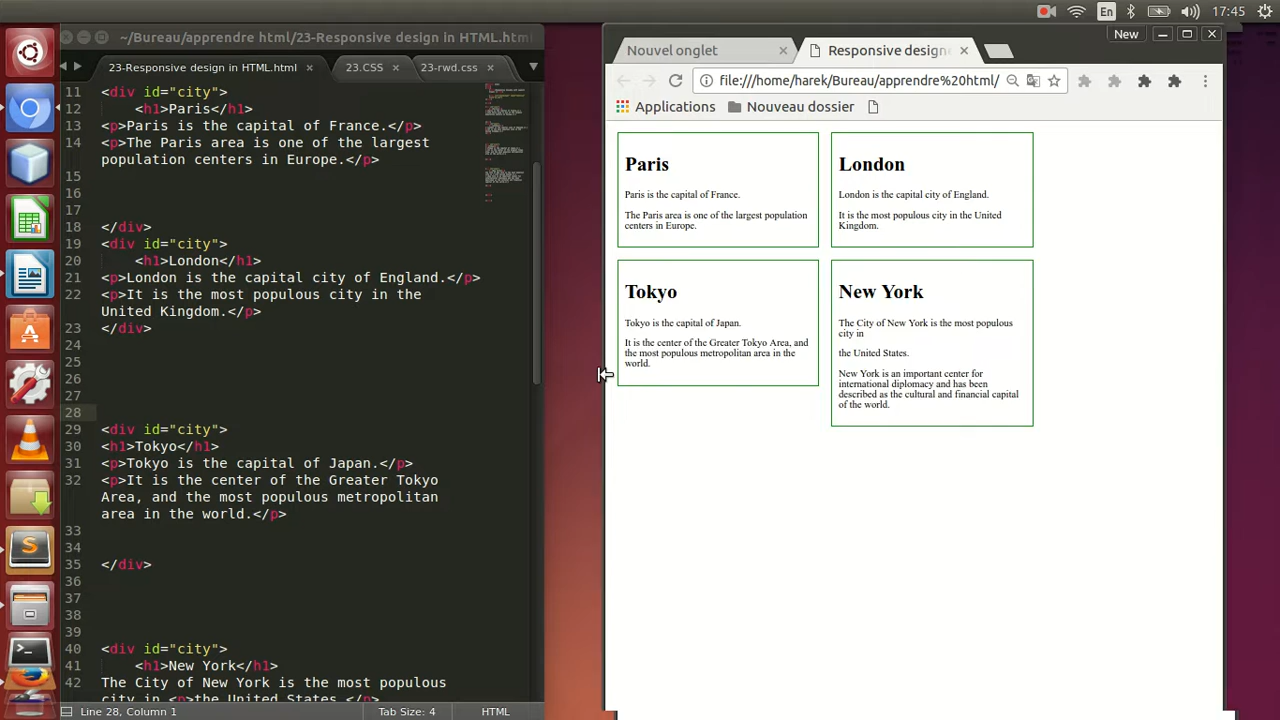 En
17:45
~/Bureau/apprendre html/23-Responsive design in HTML.html
23-Responsive design in HTML.html
23.CSS
23-rwd.css
11 <div id="city">
12 <h1>Paris</h1>
13 <p>Paris is the capital of France.</p>
14 <p>The Paris area is one of the largest
population centers in Europe.</p>
15
16
17
18 </div>
19 <div id="city">
20 <h1>London</h1>
21 <p>London is the capital city of England.</p>
22 <p>It is the most populous city in the
United Kingdom.</p>
23 </div>
24
25
26
27
28
29 <div id="city">
30 <h1>Tokyo</h1>
31 <p>Tokyo is the capital of Japan.</p>
32 <p>It is the center of the Greater Tokyo
Area, and the most populous metropolitan
area in the world.</p>
33
34
35 </div>
36
37
38
39
40 <div id="city">
41 <h1>New York</h1>
42 The City of New York is the most populous
city in <p>the United States.</p>
Line 28, Column 1
Tab Size: 4
HTML
New
Nouvel onglet
Responsive design
file:///home/harek/Bureau/apprendre%20html/
Applications
Nouveau dossier
Paris
Paris is the capital of France.
The Paris area is one of the largest population
centers in Europe.
London
London is the capital city of England.
It is the most populous city in the United
Kingdom.
Tokyo
Tokyo is the capital of Japan.
It is the center of the Greater Tokyo Area, and
the most populous metropolitan area in the
world.
New York
The City of New York is the most populous
city in
the United States.
New York is an important center for
international diplomacy and has been
described as the cultural and financial capital
of the world.